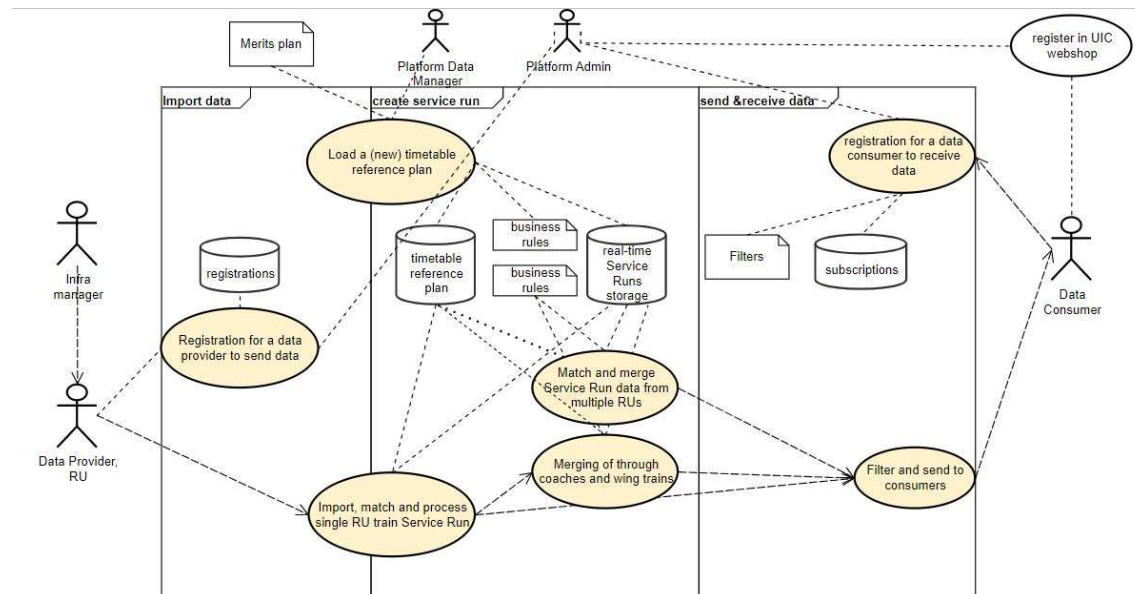 Merits plan
Platform Data
Manager
Platform Admin
register in UIC
webshop
Import data
create service run
send &receive data
Load a (new) timetable
reference plan
registration for a data
consumer to receive
data
Infra
manager
registrations
timetable
reference
plan
business
rules
business
rules
real-time
Service
Runs
storage
Filters
subscriptions
Data
Consumer
Registration for a data
provider to send data
Match and merge
Service Run data from
multiple RUs
Data Provider,
RU
Merging of through
coaches and wing trains
Filter and send to
consumers
Import, match and process
single RU train Service Run